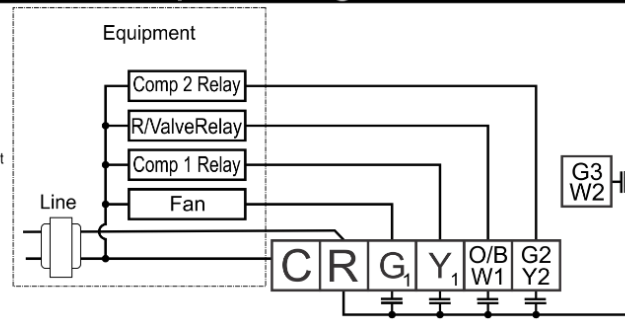 Equipment
Comp 2 Relay
R/ValveRelay
Comp 1 Relay
Fan
t
Line
G3
W2
C R G1 Y1 O/B W1 G2 Y2